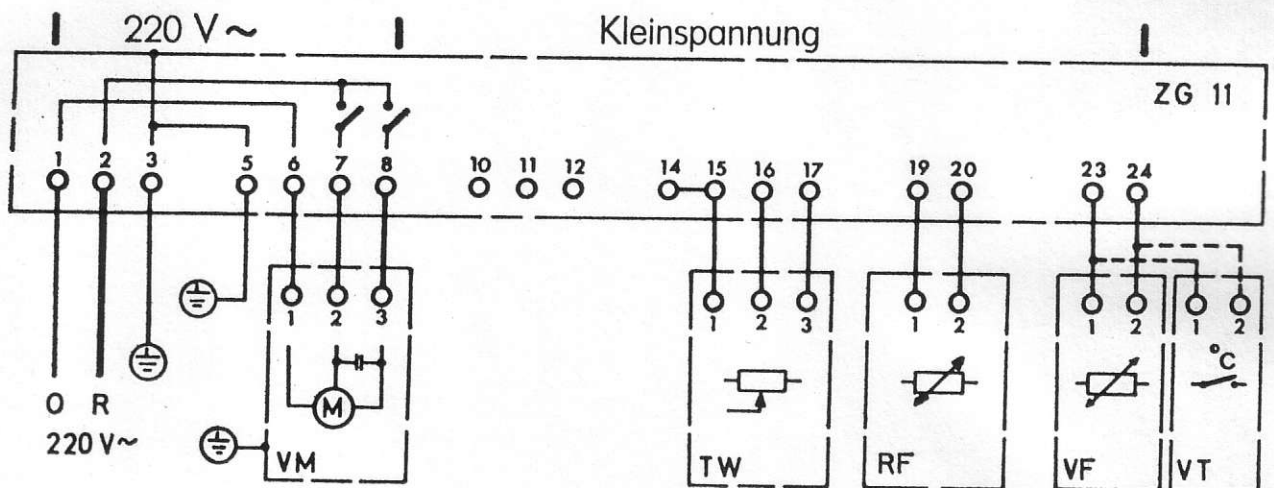 220 V~ Kleinspannung
ZG 11
1 2 3 5 6 7 8 10 11 12 14 15 16 17 19 20 23 24
1 2 3 1 2 3 1 2 1 2 1 2
°C
M
O R
220 V~
VM TW RF VF VT